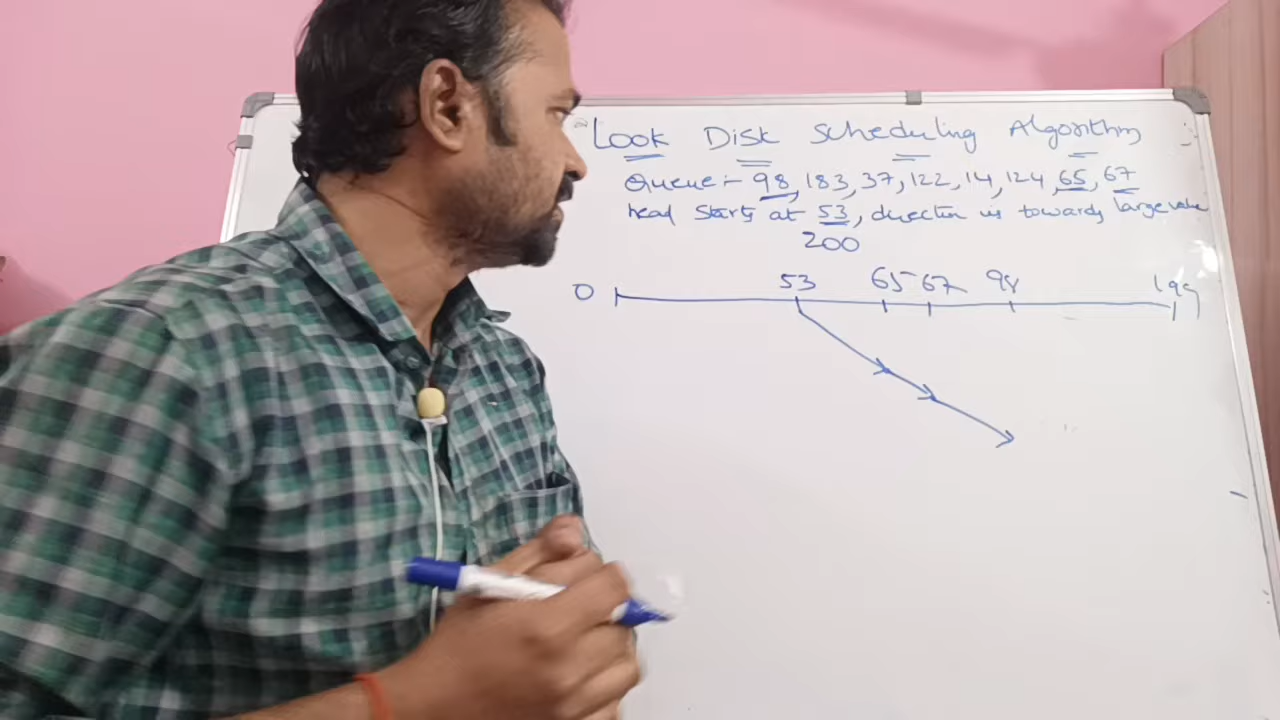 Look Disk Scheduling Algorithm
Queue:- 98, 183, 37, 122, 14, 124, 65, 67
head starts at 53, direction is towards large value
200
0 53 65 67 98 199